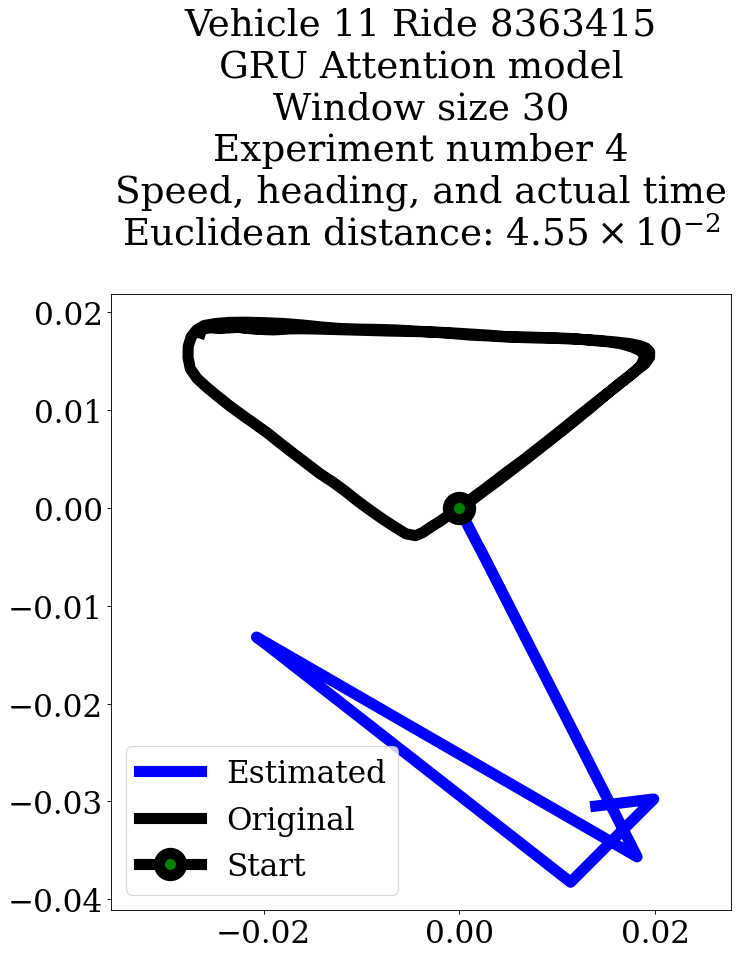 Vehicle 11 Ride 8363415
GRU Attention model
Window size 30
Experiment number 4
Speed, heading, and actual time
Euclidean distance: 4.55 × 10⁻²
0.02
0.01
0.00
−0.01
−0.02
−0.03
−0.04
Estimated
Original
Start
−0.02 0.00 0.02